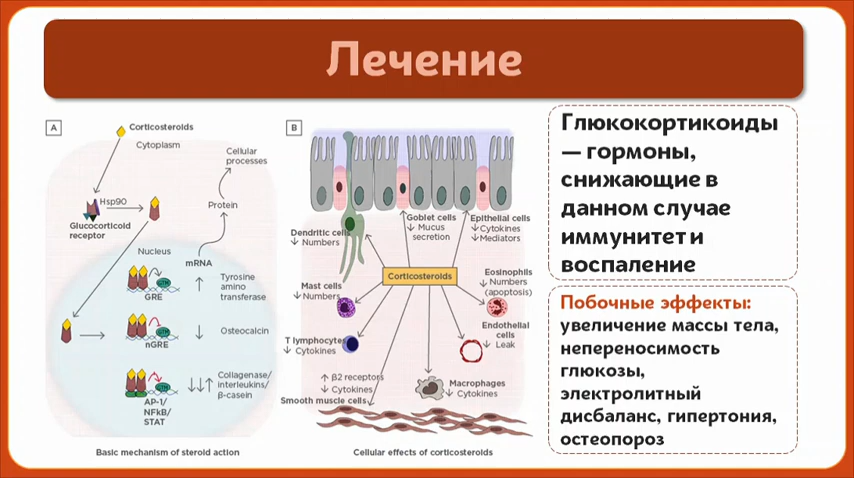 Лечение
A
Corticosteroids
Cytoplasm
Cellular
processes
Hsp90
Protein
Glucocorticoid
receptor
Nucleus
mRNA
GRE
GTM
Tyrosine
amino
transferase
nGRE
GTM
Osteocalcin
AP-1/
NFkB/
STAT
GTM
Collagenase/
interleukins/
β-casein
Basic mechanism of steroid action
B
Dendritic cells
↓ Numbers
Goblet cells
↓ Mucus
secretion
Epithelial cells
↓Cytokines
↓Mediators
Corticosteroids
Mast cells
↓ Numbers
Eosinophils
↓ Numbers
(apoptosis)
T lymphocytes
↓ Cytokines
Endothelial
cells
↓ Leak
↑ β2 receptors
↓ Cytokines
Smooth muscle cells
Macrophages
↓ Cytokines
Cellular effects of corticosteroids
Глюкокортикоиды
— гормоны,
снижающие в
данном случае
иммунитет и
воспаление
Побочные эффекты:
увеличение массы тела,
непереносимость
глюкозы,
электролитный
дисбаланс, гипертония,
остеопороз